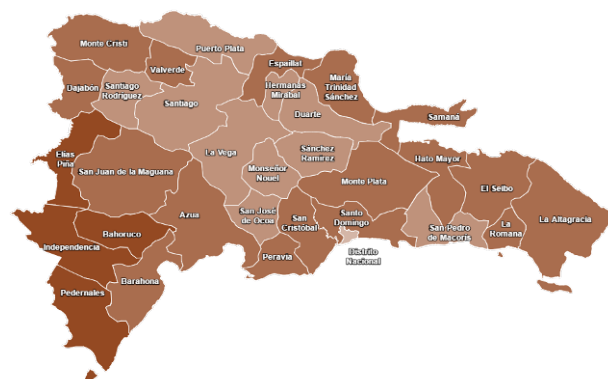 Monte Cristi
Puerto Plata
Valverde
Espaillat
Dajabón
Santiago
Rodríguez
Hermanas
Mirabal
María
Trinidad
Sánchez
Santiago
Duarte
Samaná
Elías
Piña
La Vega
Sánchez
Ramírez
Hato Mayor
San Juan de la Maguana
Monseñor
Nouel
Monte Plata
El Seibo
Azua
San José
de Ocoa
San
Cristóbal
Santo
Domingo
San Pedro
de Macorís
La
Romana
La Altagracia
Bahoruco
Independencia
Distrito
Nacional
Peravia
Barahona
Pedernales